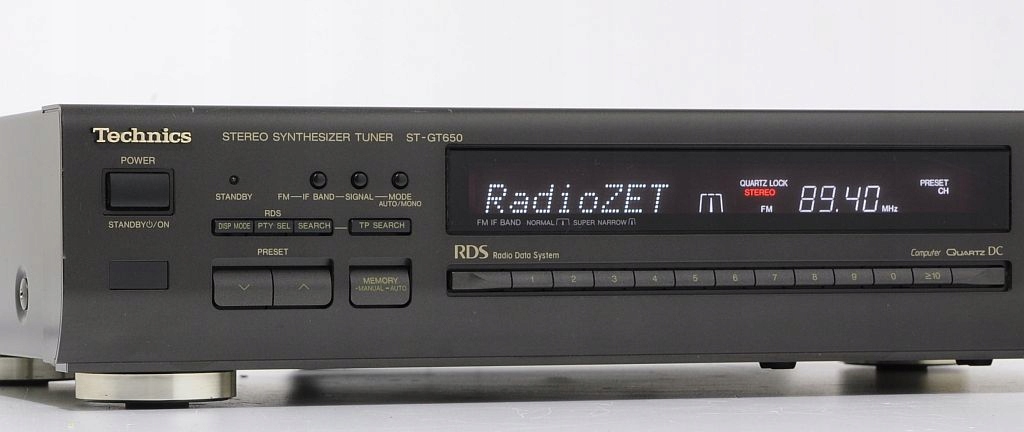 Technics STEREO SYNTHESIZER TUNER ST-GT650
POWER
STANDBY⏻/ON
STANDBY
FM—IF BAND—SIGNAL—MODE
AUTO/MONO
RDS
DISP MODE PTY SEL SEARCH TP SEARCH
PRESET
MEMORY
-MANUAL -AUTO
RadioZET
QUARTZ LOCK
STEREO
FM 89.40 MHz
PRESET
CH
FM IF BAND NORMAL SUPER NARROW
RDS Radio Data System Computer QUARTZ DC
1 2 3 4 5 6 7 8 9 0 ≥10